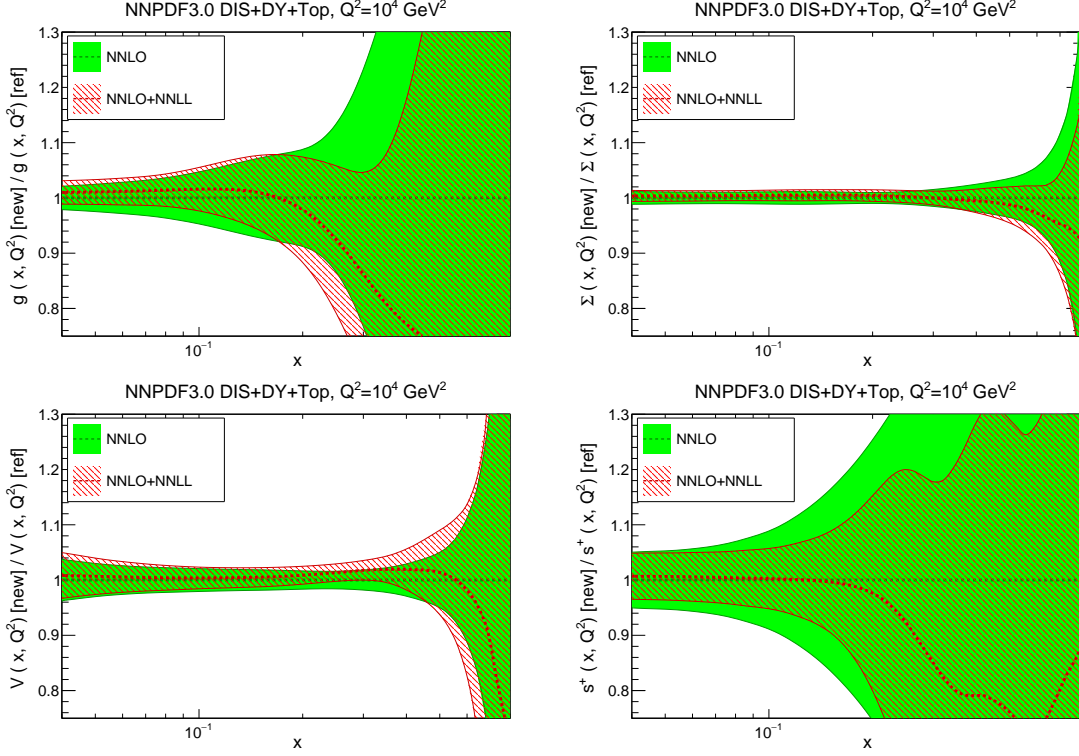 NNPDF3.0 DIS+DY+Top, Q²=10⁴ GeV²
g ( x, Q²) [new] / g ( x, Q²) [ref]
1.3
1.2
1.1
1
0.9
0.8
NNLO
NNLO+NNLL
10⁻¹
x
NNPDF3.0 DIS+DY+Top, Q²=10⁴ GeV²
Σ ( x, Q²) [new] / Σ ( x, Q²) [ref]
1.3
1.2
1.1
1
0.9
0.8
NNLO
NNLO+NNLL
10⁻¹
x
NNPDF3.0 DIS+DY+Top, Q²=10⁴ GeV²
V ( x, Q²) [new] / V ( x, Q²) [ref]
1.3
1.2
1.1
1
0.9
0.8
NNLO
NNLO+NNLL
10⁻¹
x
NNPDF3.0 DIS+DY+Top, Q²=10⁴ GeV²
s⁺ ( x, Q²) [new] / s⁺ ( x, Q²) [ref]
1.3
1.2
1.1
1
0.9
0.8
NNLO
NNLO+NNLL
10⁻¹
x